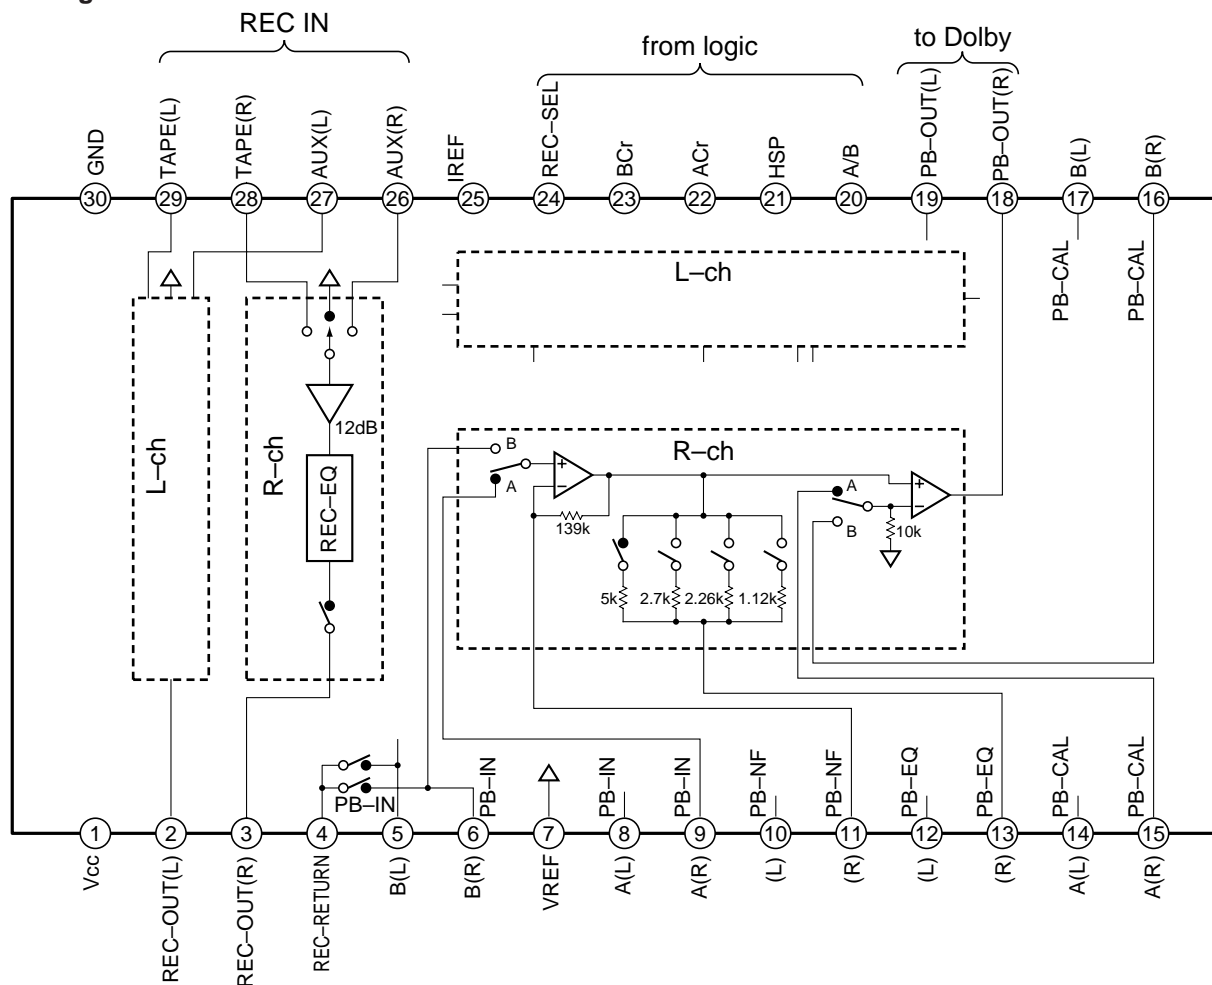 REC IN
from logic
to Dolby
GND
TAPE(L)
TAPE(R)
AUX(L)
AUX(R)
IREF
REC–SEL
BCr
ACr
HSP
A/B
PB–OUT(L)
PB–OUT(R)
B(L)
B(R)
30
29
28
27
26
25
24
23
22
21
20
19
18
17
16
PB–CAL
PB–CAL
L–ch
L–ch
R–ch
12dB
REC–EQ
R–ch
B
A
+
–
139k
5k
2.7k
2.26k
1.12k
A
B
+
–
10k
PB–IN
PB–IN
PB–IN
PB–IN
PB–NF
PB–NF
PB–EQ
PB–EQ
PB–CAL
PB–CAL
1
2
3
4
5
6
7
8
9
10
11
12
13
14
15
Vcc
REC–OUT(L)
REC–OUT(R)
REC-RETURN
B(L)
B(R)
VREF
A(L)
A(R)
(L)
(R)
(L)
(R)
A(L)
A(R)